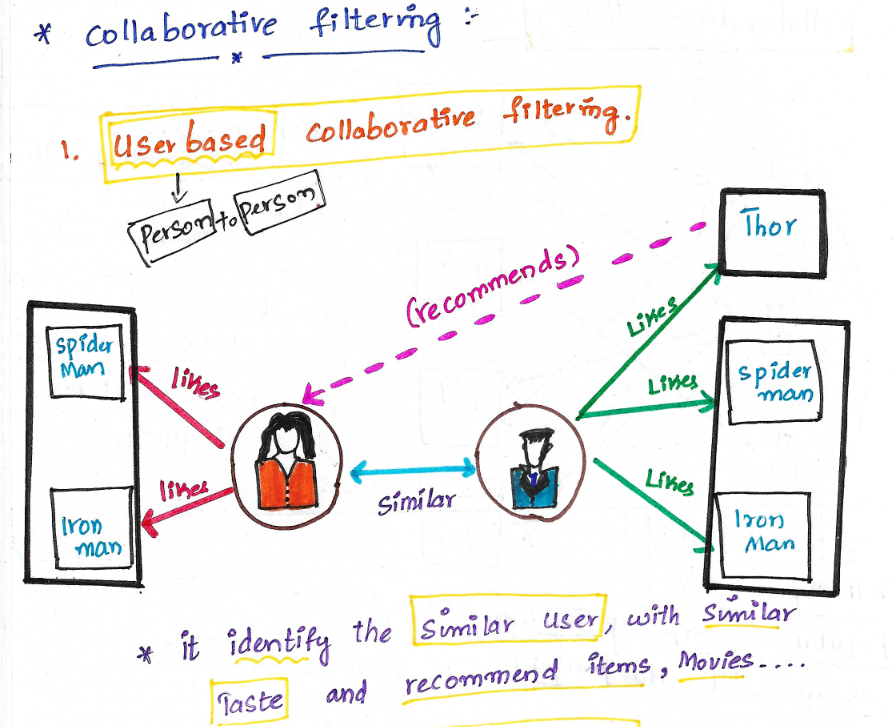 * collaborative filtering :-
*
1. User based collaborative filtering.
Person to Person
Thor
(recommends)
Likes
spider
Man
likes
Likes
spider
man
likes
Similar
Likes
Iron
man
Iron
Man
* it identify the Similar user, with Similar
Taste and recommend items, Movies....